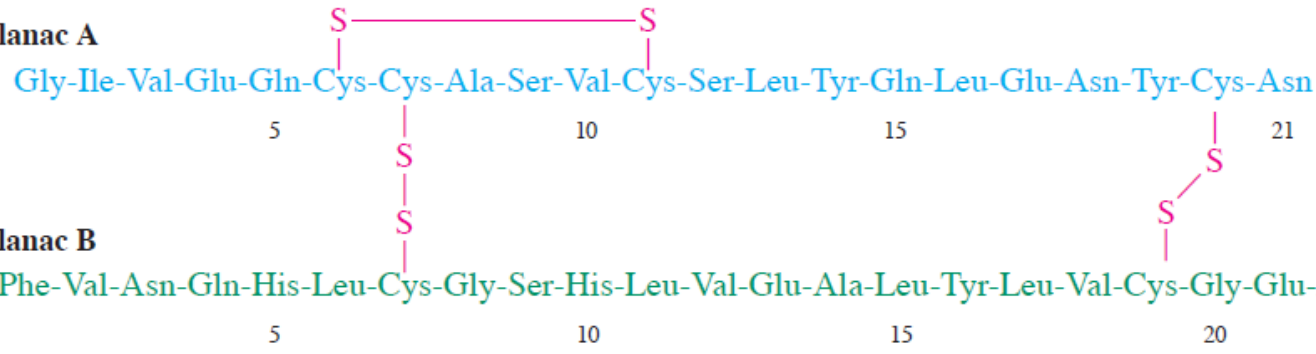 lanac A
S S
Gly-Ile-Val-Glu-Gln-Cys-Cys-Ala-Ser-Val-Cys-Ser-Leu-Tyr-Gln-Leu-Glu-Asn-Tyr-Cys-Asn
5 10 15 21
S S
S S
lanac B
Phe-Val-Asn-Gln-His-Leu-Cys-Gly-Ser-His-Leu-Val-Glu-Ala-Leu-Tyr-Leu-Val-Cys-Gly-Glu-
5 10 15 20